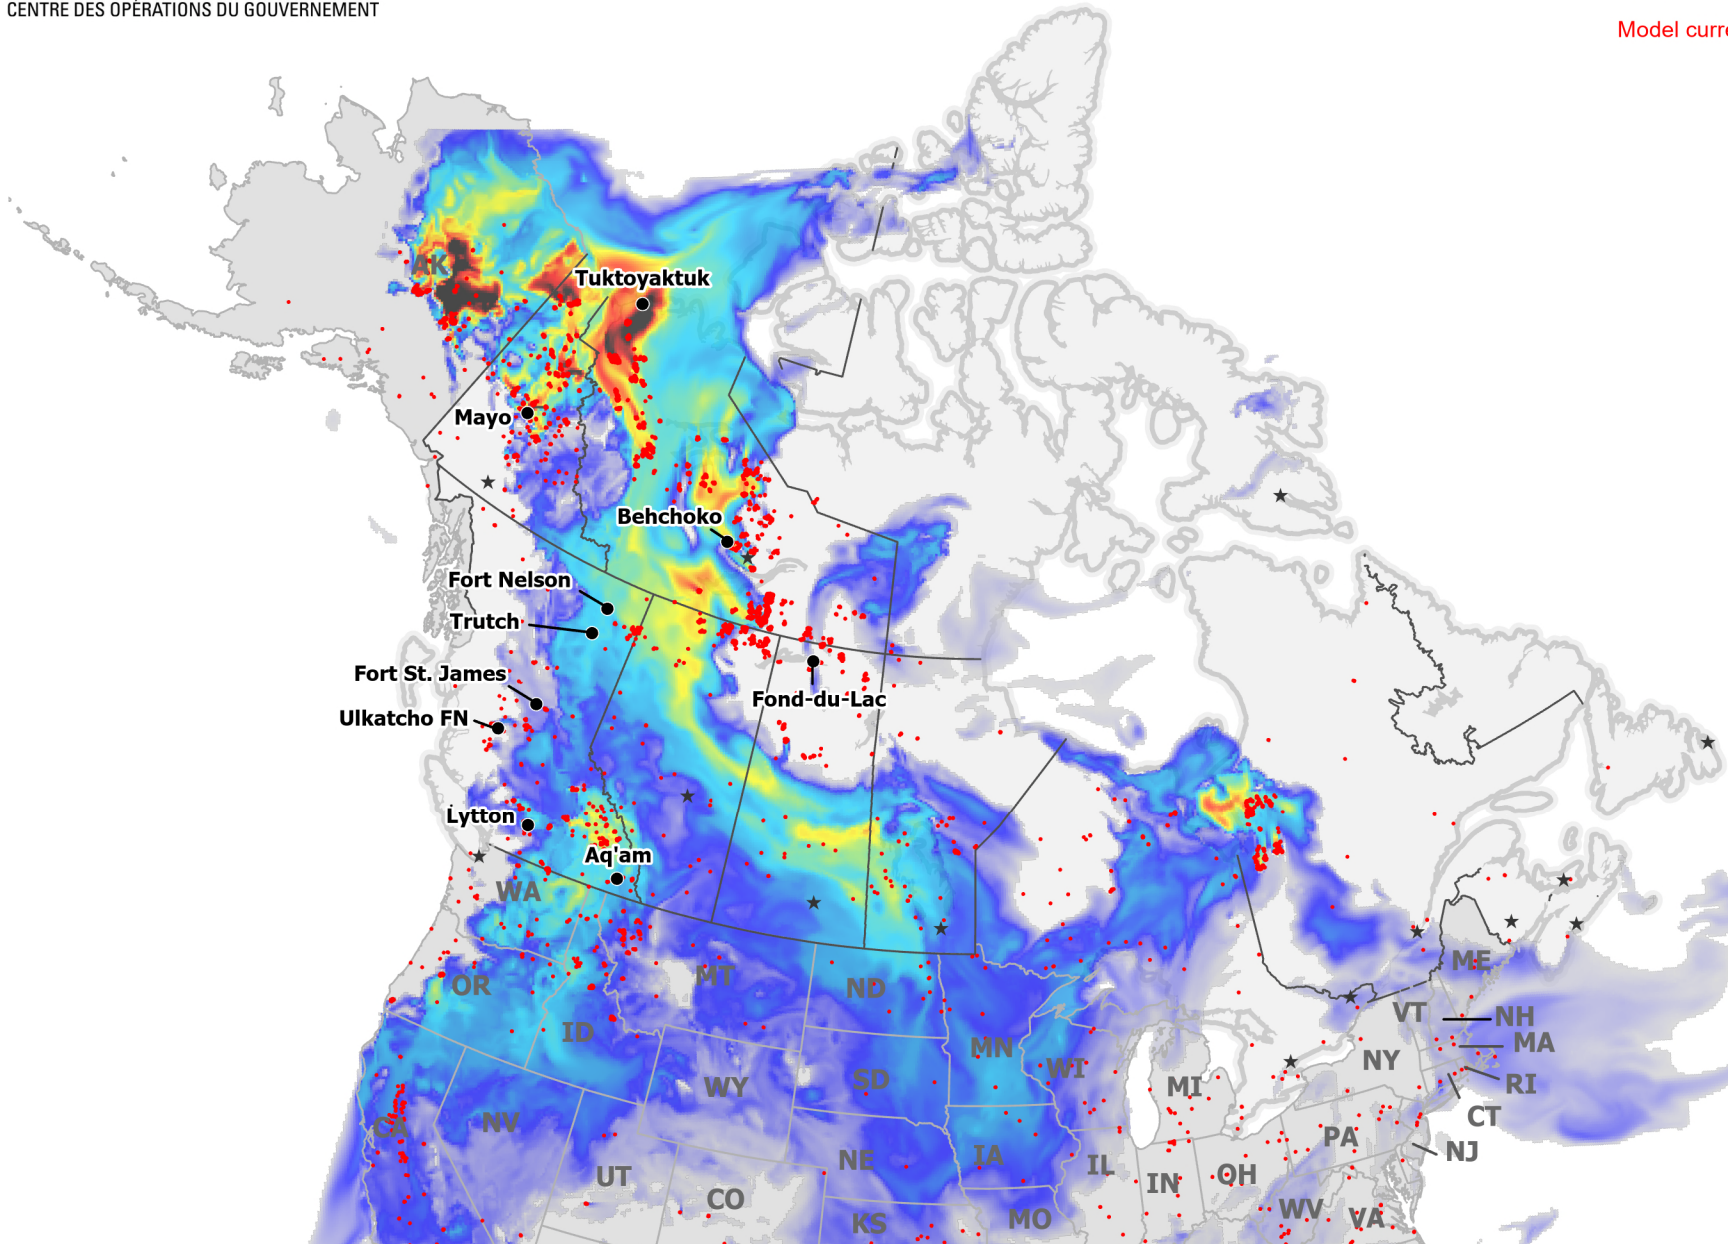 CENTRE DES OPÉRATIONS DU GOUVERNEMENT
Model curre
AK
Tuktoyaktuk
Mayo
Behchoko
Fort Nelson
Trutch
Fort St. James
Fond-du-Lac
Ulkatcho FN
Lytton
Aq'am
WA
ME
MT
OR
ND
VT
NH
ID
MA
MN
NY
WI
RI
SD
MI
WY
CT
NV
CA
PA
NJ
IA
NE
IL
UT
OH
IN
CO
WV
VA
MO
KS